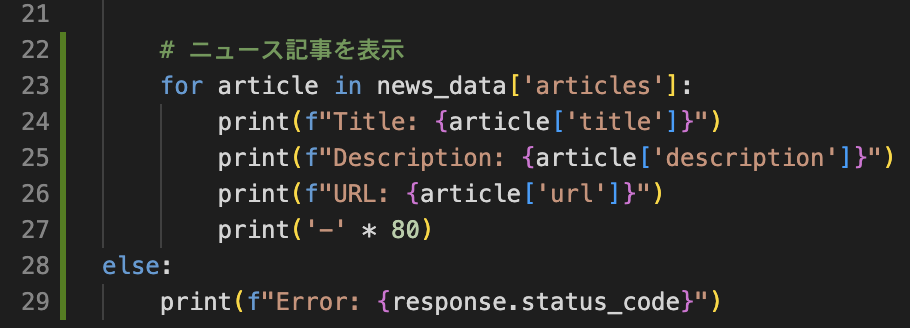 21
22 # ニュース記事を表示
23 for article in news_data['articles']:
24 print(f"Title: {article['title']}")
25 print(f"Description: {article['description']}")
26 print(f"URL: {article['url']}")
27 print('-' * 80)
28 else:
29 print(f"Error: {response.status_code}")